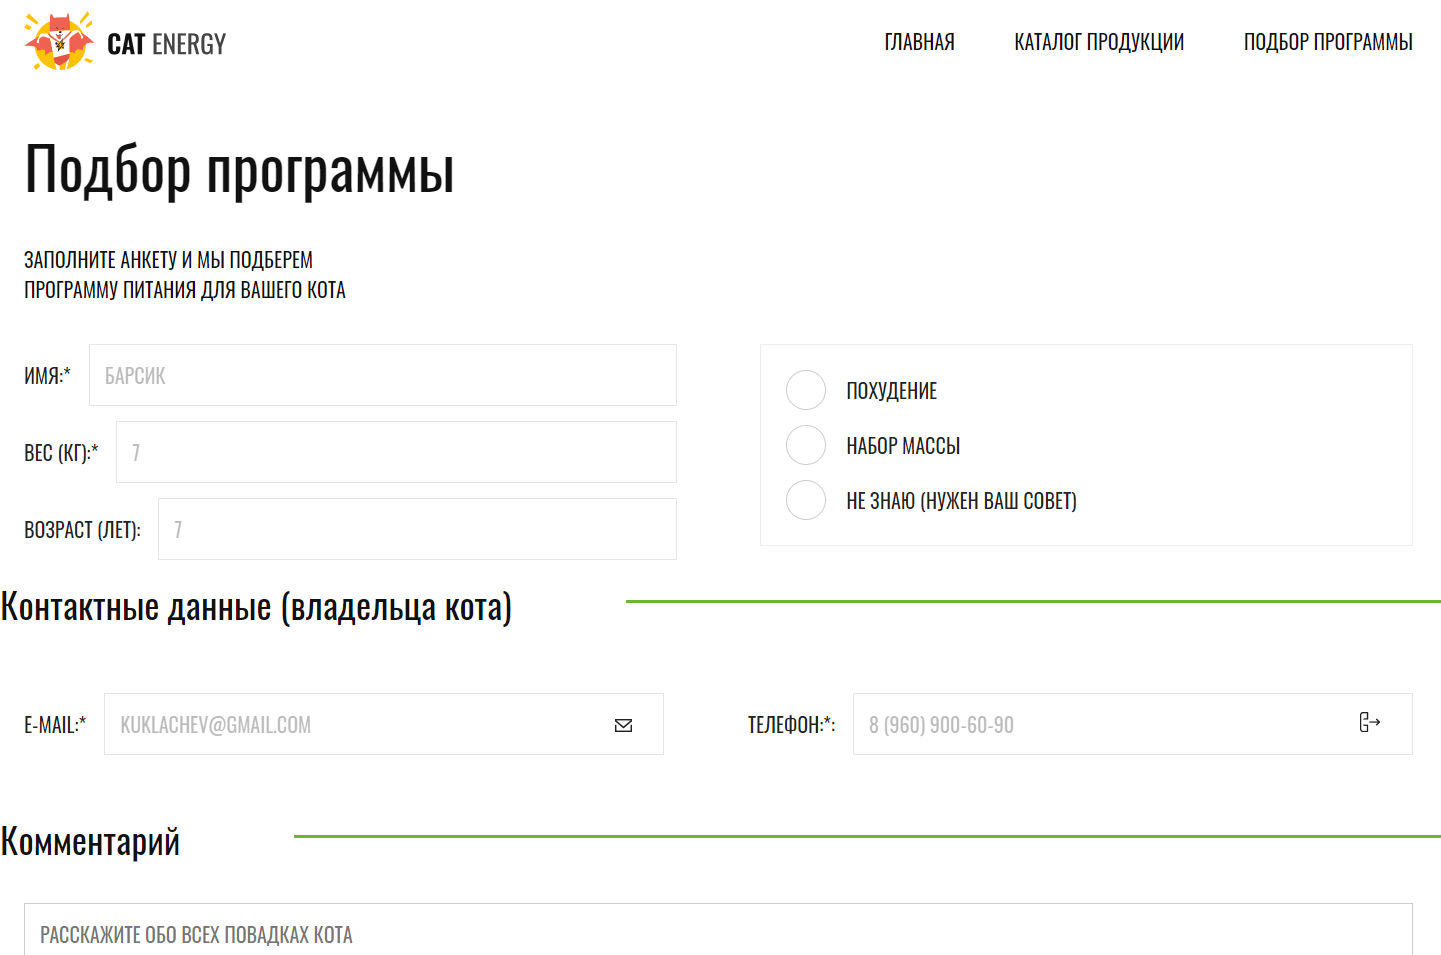 CAT ENERGY
ГЛАВНАЯ
КАТАЛОГ ПРОДУКЦИИ
ПОДБОР ПРОГРАММЫ
Подбор программы
ЗАПОЛНИТЕ АНКЕТУ И МЫ ПОДБЕРЕМ
ПРОГРАММУ ПИТАНИЯ ДЛЯ ВАШЕГО КОТА
ИМЯ:*
БАРСИК
ВЕС (КГ):*
7
ВОЗРАСТ (ЛЕТ):
7
ПОХУДЕНИЕ
НАБОР МАССЫ
НЕ ЗНАЮ (НУЖЕН ВАШ СОВЕТ)
Контактные данные (владельца кота)
E-MAIL:*
KUKLACHEV@GMAIL.COM
ТЕЛЕФОН:*:
8 (960) 900-60-90
Комментарий
РАССКАЖИТЕ ОБО ВСЕХ ПОВАДКАХ КОТА